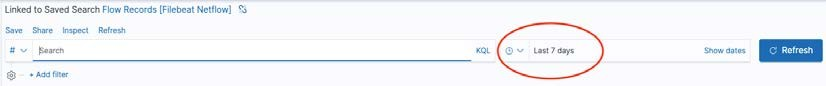 Linked to Saved Search Flow Records [Filebeat Netflow]
Save Share Inspect Refresh
# Search KQL Last 7 days Show dates Refresh
+ Add filter